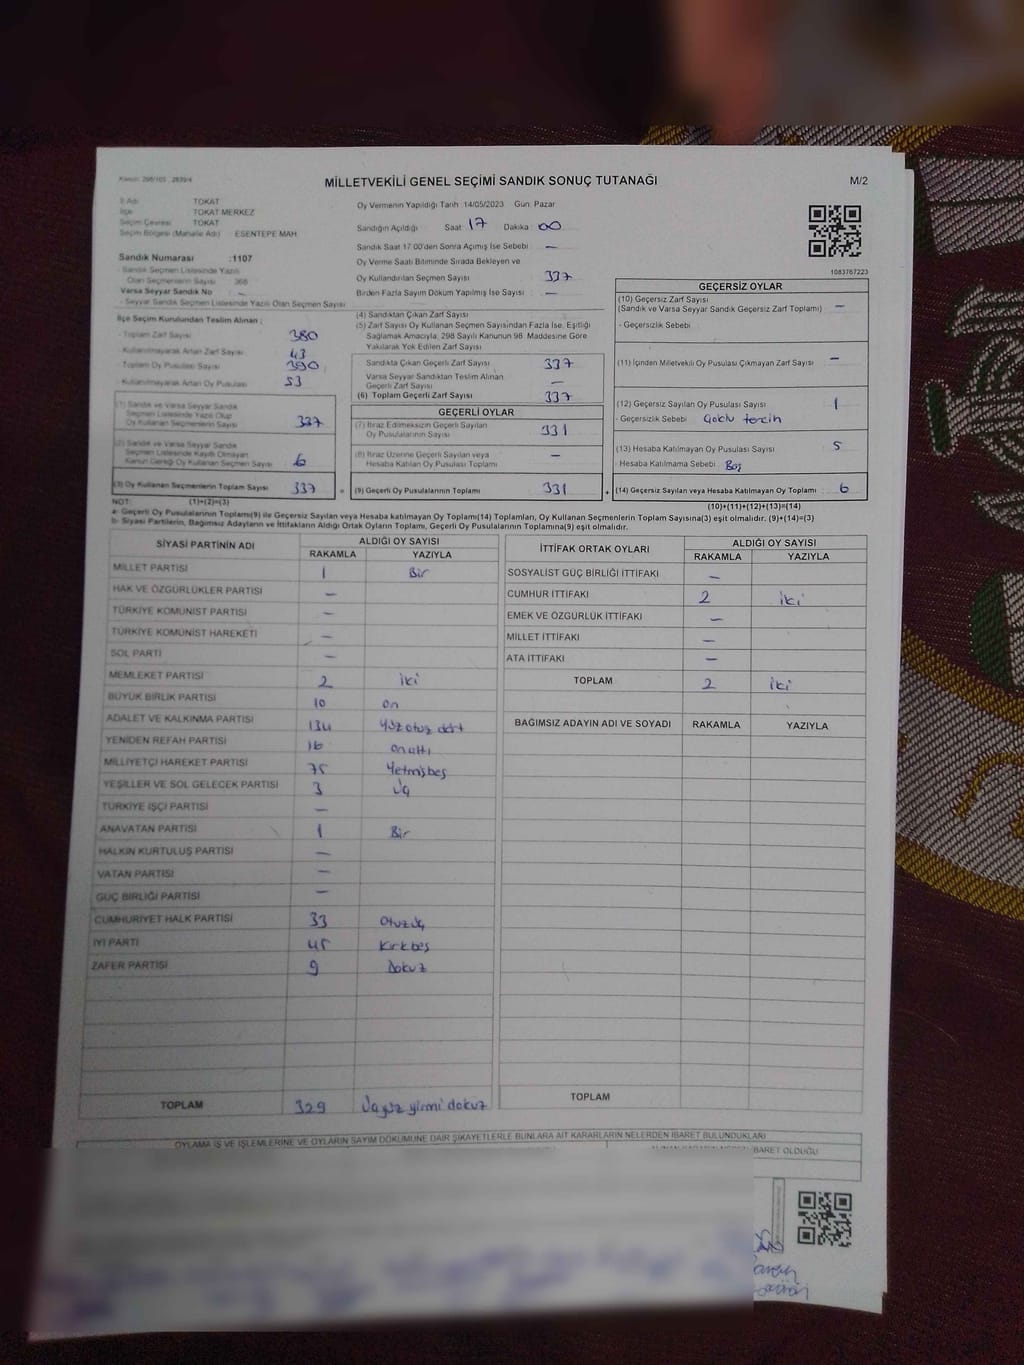 Kanun: 298/105 , 2839/4
MİLLETVEKİLİ GENEL SEÇİMİ SANDIK SONUÇ TUTANAĞI
M/2
İl Adı TOKAT
İlçe TOKAT MERKEZ
Seçim Çevresi TOKAT
Seçim Bölgesi (Mahalle Adı) ESENTEPE MAH.
Sandık Numarası :1107
- Sandık Seçmen Listesinde Yazılı
Olan Seçmenlerin Sayısı : 368
Varsa Seyyar Sandık No : -
- Seyyar Sandık Seçmen Listesinde Yazılı Olan Seçmen Sayısı:
Oy Vermenin Yapıldığı Tarih 14/05/2023 Gün: Pazar
Sandığın Açıldığı Saat: 17 Dakika: 00
Sandık Saat 17:00'den Sonra Açımış İse Sebebi : -
Oy Verme Saati Bitiminde Sırada Bekleyen ve
Oy Kullandırılan Seçmen Sayısı : 337
Birden Fazla Sayım Döküm Yapılmış İse Sayısı : -
1083767223
İlçe Seçim Kurulundan Teslim Alınan ;
- Toplam Zarf Sayısı : 380
- Kullanılmayarak Artan Zarf Sayısı : 43
- Toplam Oy Pusulası Sayısı : 390
- Kullanılmayarak Artan Oy Pusulası : 53
(1) Sandık ve Varsa Seyyar Sandık
Seçmen Listesinde Yazılı Olup
Oy Kullanan Seçmenlerin Sayısı :
(2) Sandık ve Varsa Seyyar Sandık
Seçmen Listesinde Kayıtlı Olmayan
Kanun Gereği Oy Kullanan Seçmen Sayısı : 6
(3) Oy Kullanan Seçmenlerin Toplam Sayısı : 337
(1)+(2)=(3)
(4) Sandıktan Çıkan Zarf Sayısı
(5) Zarf Sayısı Oy Kullanan Seçmen Sayısından Fazla İse, Eşitliği
Sağlamak Amacıyla, 298 Sayılı Kanunun 98. Maddesine Göre
Yakılarak Yok Edilen Zarf Sayısı
Sandıkta Çıkan Geçerli Zarf Sayısı : 337
Varsa Seyyar Sandıktan Teslim Alınan
Geçerli Zarf Sayısı : -
(6) Toplam Geçerli Zarf Sayısı : 337
GEÇERLİ OYLAR
(7) İtiraz Edilmeksizin Geçerli Sayılan
Oy Pusulalarının Sayısı : 331
(8) İtiraz Üzerine Geçerli Sayılan veya
Hesaba Katılan Oy Pusulası Toplamı : -
= (9) Geçerli Oy Pusulalarının Toplamı : 331
GEÇERSİZ OYLAR
(10) Geçersiz Zarf Sayısı
(Sandık ve Varsa Seyyar Sandık Geçersiz Zarf Toplamı) : -
- Geçersizlik Sebebi :
(11) İçinden Milletvekili Oy Pusulası Çıkmayan Zarf Sayısı : -
(12) Geçersiz Sayılan Oy Pusulası Sayısı : 1
- Geçersizlik Sebebi : Çoklu tercih
(13) Hesaba Katılmayan Oy Pusulası Sayısı : 5
- Hesaba Katılmama Sebebi : Boş
+ (14) Geçersiz Sayılan veya Hesaba Katılmayan Oy Toplamı : 6
(10)+(11)+(12)+(13)=(14)
NOT:
a- Geçerli Oy Pusulalarının Toplamı(9) ile Geçersiz Sayılan veya Hesaba Katılmayan Oy Toplamı(14) Toplamları, Oy Kullanan Seçmenlerin Toplam Sayısına(3) eşit olmalıdır. (9)+(14)=(3)
b- Siyasi Partilerin, Bağımsız Adayların ve İttifakların Aldığı Ortak Oyların Toplamı, Geçerli Oy Pusulalarının Toplamına(9) eşit olmalıdır.
SİYASİ PARTİNİN ADI ALDIĞI OY SAYISI
RAKAMLA YAZIYLA
MİLLET PARTİSİ 1 Bir
HAK VE ÖZGÜRLÜKLER PARTİSİ -
TÜRKİYE KOMÜNİST PARTİSİ -
TÜRKİYE KOMÜNİST HAREKETİ -
SOL PARTİ -
MEMLEKET PARTİSİ 2 iki
BÜYÜK BİRLİK PARTİSİ 10 on
ADALET VE KALKINMA PARTİSİ 134 Yüz otuz dört
YENİDEN REFAH PARTİSİ 16 onaltı
MİLLİYETÇİ HAREKET PARTİSİ 75 Yetmişbeş
YEŞİLLER VE SOL GELECEK PARTİSİ 3 Üç
TÜRKİYE İŞÇİ PARTİSİ -
ANAVATAN PARTİSİ 1 Bir
HALKIN KURTULUŞ PARTİSİ -
VATAN PARTİSİ -
GÜÇ BİRLİĞİ PARTİSİ -
CUMHURİYET HALK PARTİSİ 33 Otuzüç
İYİ PARTİ 45 Kırkbeş
ZAFER PARTİSİ 9 Dokuz
TOPLAM 329 Üçyüz yirmi dokuz
İTTİFAK ORTAK OYLARI ALDIĞI OY SAYISI
RAKAMLA YAZIYLA
SOSYALİST GÜÇ BİRLİĞİ İTTİFAKI -
CUMHUR İTTİFAKI 2 iki
EMEK VE ÖZGÜRLÜK İTTİFAKI -
MİLLET İTTİFAKI -
ATA İTTİFAKI -
TOPLAM 2 iki
BAĞIMSIZ ADAYIN ADI VE SOYADI RAKAMLA YAZIYLA
TOPLAM
OYLAMA İŞ VE İŞLEMLERİNE VE OYLARIN SAYIM DÖKÜMÜNE DAİR ŞİKAYETLERLE BUNLARA AİT KARARLARIN NELERDEN İBARET BULUNDUKLARI
BARET OLDUĞU